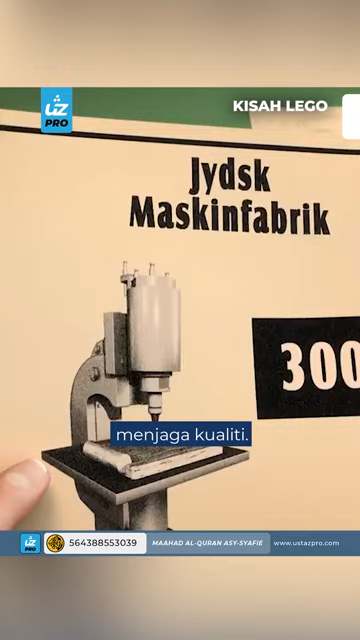 UZ
PRO
KISAH LEGO
Jydsk
Maskinfabrik
300
menjaga kualiti.
UZ
PRO
564388553039
MAAHAD AL-QURAN ASY-SYAFIE
www.ustazpro.com